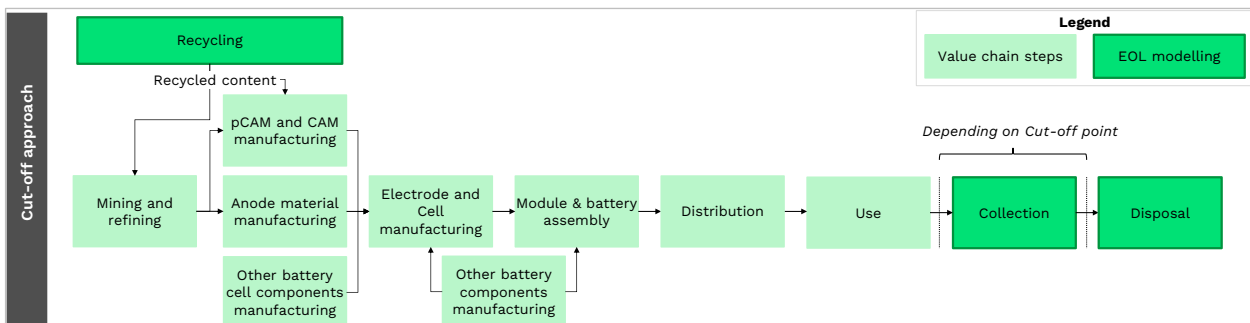 Cut-off approach
Recycling
Recycled content
Legend
Value chain steps
EOL modelling
pCAM and CAM
manufacturing
Depending on Cut-off point
Mining and
refining
Anode material
manufacturing
Electrode and
Cell
manufacturing
Module & battery
assembly
Distribution
Use
Collection
Disposal
Other battery
cell components
manufacturing
Other battery
components
manufacturing